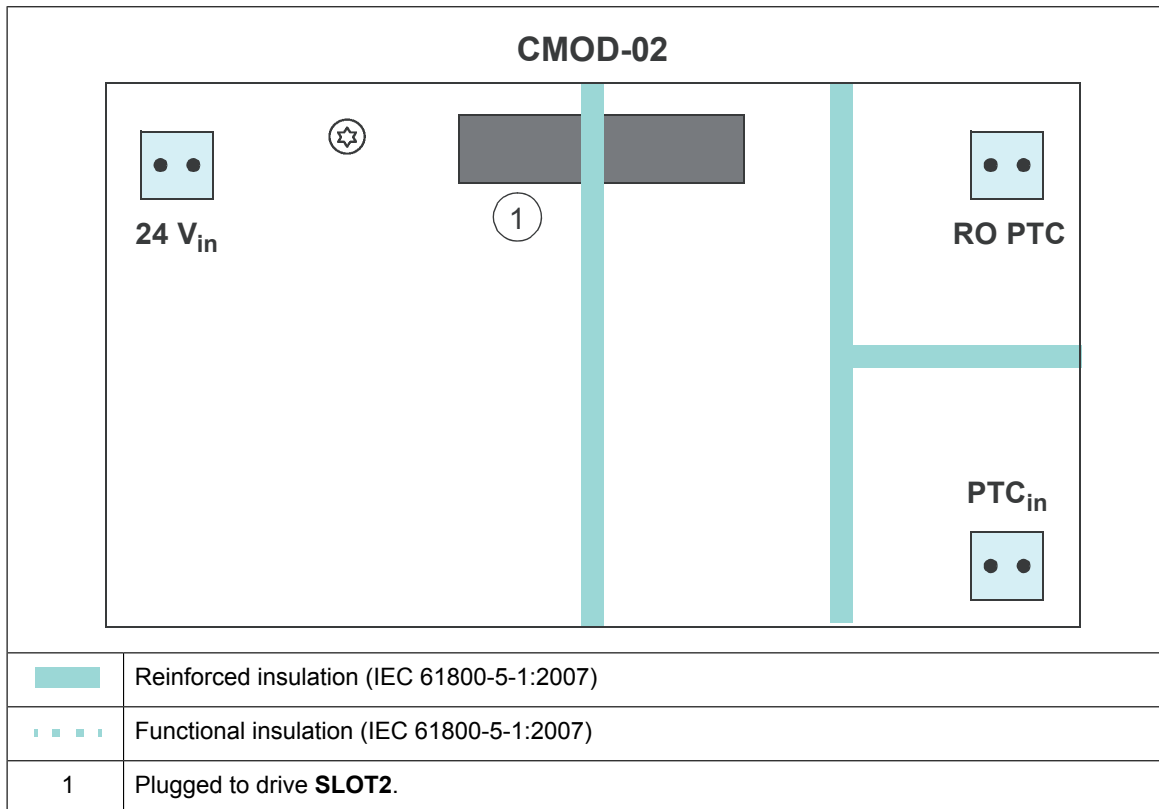 CMOD-02
24 Vin
1
RO PTC
PTCin
Reinforced insulation (IEC 61800-5-1:2007)
Functional insulation (IEC 61800-5-1:2007)
1 Plugged to drive SLOT2.